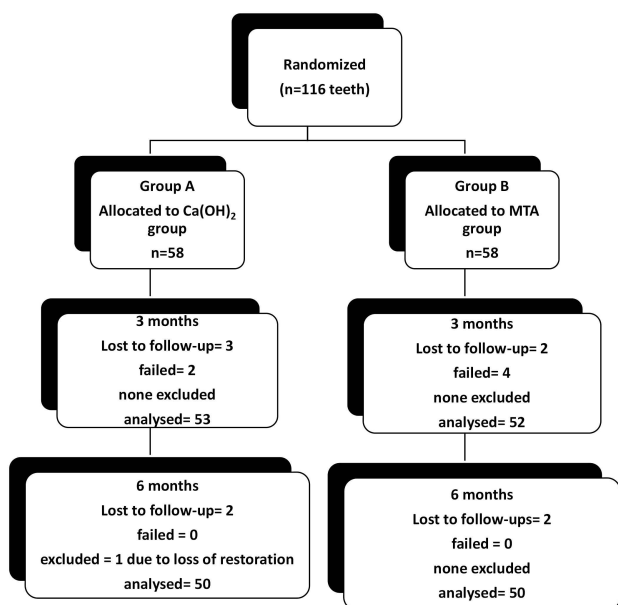 Randomized
(n=116 teeth)
Group A
Allocated to Ca(OH)₂
group
n=58
Group B
Allocated to MTA
group
n=58
3 months
Lost to follow-up= 3
failed= 2
none excluded
analysed= 53
3 months
Lost to follow-up= 2
failed= 4
none excluded
analysed= 52
6 months
Lost to follow-up= 2
failed = 0
excluded = 1 due to loss of restoration
analysed= 50
6 months
Lost to follow-ups= 2
failed = 0
none excluded
analysed= 50